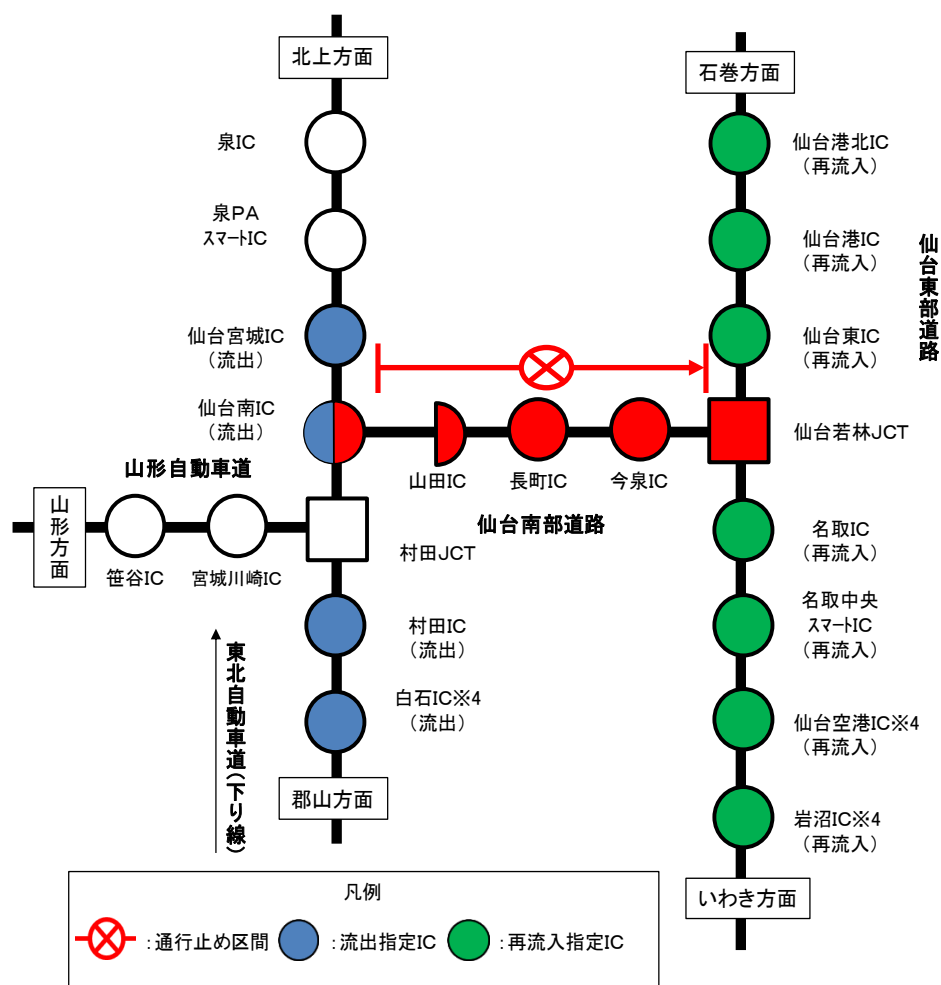 北上方面
石巻方面
泉IC
仙台港北IC
(再流入)
泉PA
スマートIC
仙台港IC
(再流入)
仙台東部道路
仙台宮城IC
(流出)
仙台東IC
(再流入)
仙台南IC
(流出)
仙台若林JCT
山形自動車道
山田IC
長町IC
今泉IC
仙台南部道路
山形方面
笹谷IC
宮城川崎IC
村田JCT
名取IC
(再流入)
村田IC
(流出)
名取中央
スマートIC
(再流入)
東北自動車道(下り線)
白石IC※4
(流出)
仙台空港IC※4
(再流入)
郡山方面
岩沼IC※4
(再流入)
いわき方面
凡例
:通行止め区間
:流出指定IC
:再流入指定IC